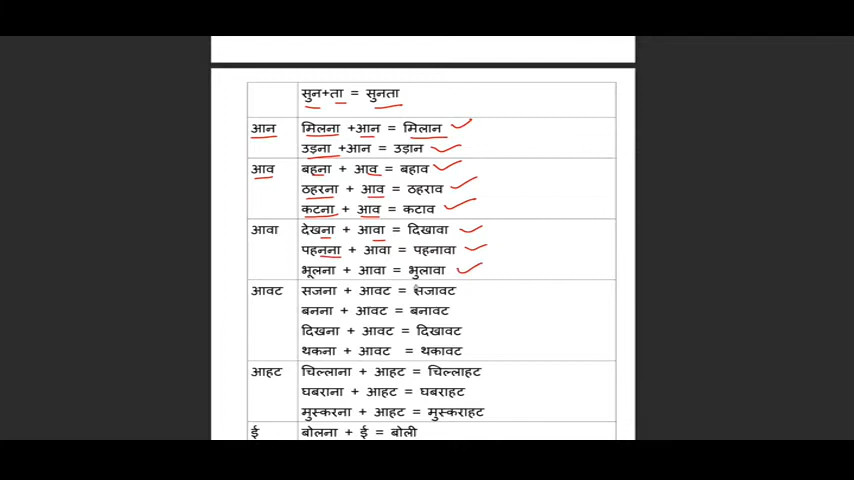 सुन+ता = सुनता
आन मिलना +आन = मिलान
उड़ना +आन = उड़ान
आव बहना + आव = बहाव
ठहरना + आव = ठहराव
कटना + आव = कटाव
आवा देखना + आवा = दिखावा
पहनना + आवा = पहनावा
भूलना + आवा = भुलावा
आवट सजना + आवट = सजावट
बनना + आवट = बनावट
दिखना + आवट = दिखावट
थकना + आवट = थकावट
आहट चिल्लाना + आहट = चिल्लाहट
घबराना + आहट = घबराहट
मुस्करना + आहट = मुस्कराहट
ई बोलना + ई = बोली